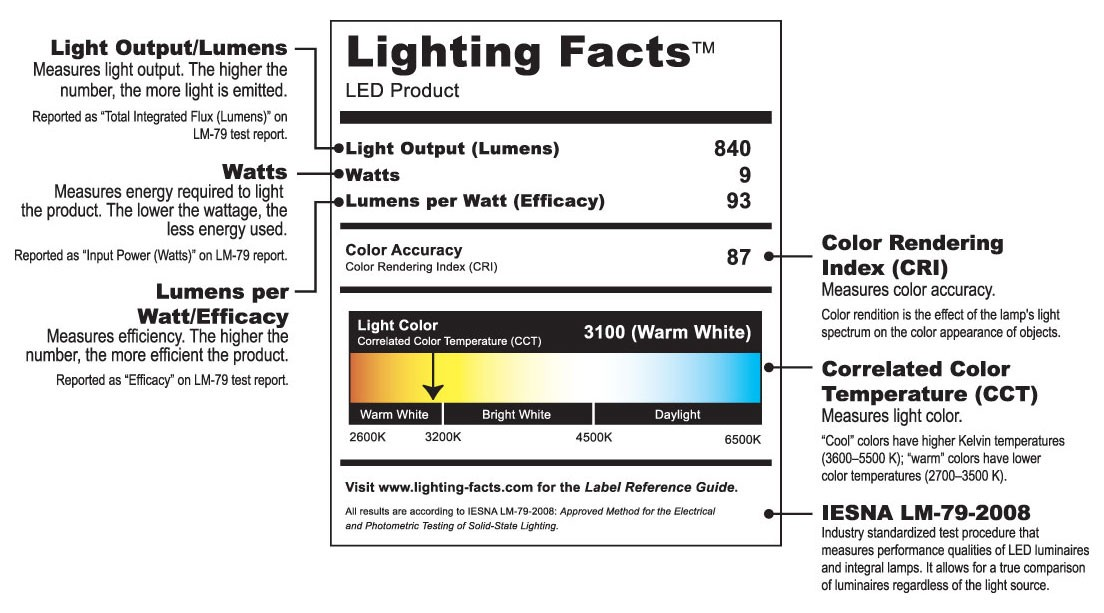 Light Output/Lumens
Measures light output. The higher the
number, the more light is emitted.
Reported as “Total Integrated Flux (Lumens)” on
LM-79 test report.
Watts
Measures energy required to light
the product. The lower the wattage, the
less energy used.
Reported as “Input Power (Watts)” on LM-79 test report.
Lumens per
Watt/Efficacy
Measures efficiency. The higher the
number, the more efficient the product.
Reported as “Efficacy” on LM-79 test report.
Lighting Facts™
LED Product
Light Output (Lumens) 840
Watts 9
Lumens per Watt (Efficacy) 93
Color Accuracy
Color Rendering Index (CRI) 87
Light Color
Correlated Color Temperature (CCT) 3100 (Warm White)
Warm White Bright White Daylight
2600K 3200K 4500K 6500K
Visit www.lighting-facts.com for the Label Reference Guide.
All results are according to IESNA LM-79-2008: Approved Method for the Electrical
and Photometric Testing of Solid-State Lighting.
Color Rendering
Index (CRI)
Measures color accuracy.
Color rendition is the effect of the lamp's light
spectrum on the color appearance of objects.
Correlated Color
Temperature (CCT)
Measures light color.
“Cool” colors have higher Kelvin temperatures
(3600–5500 K); “warm” colors have lower
color temperatures (2700–3500 K).
IESNA LM-79-2008
Industry standardized test procedure that
measures performance qualities of LED luminaires
and integral lamps. It allows for a true comparison
of luminaires regardless of the light source.